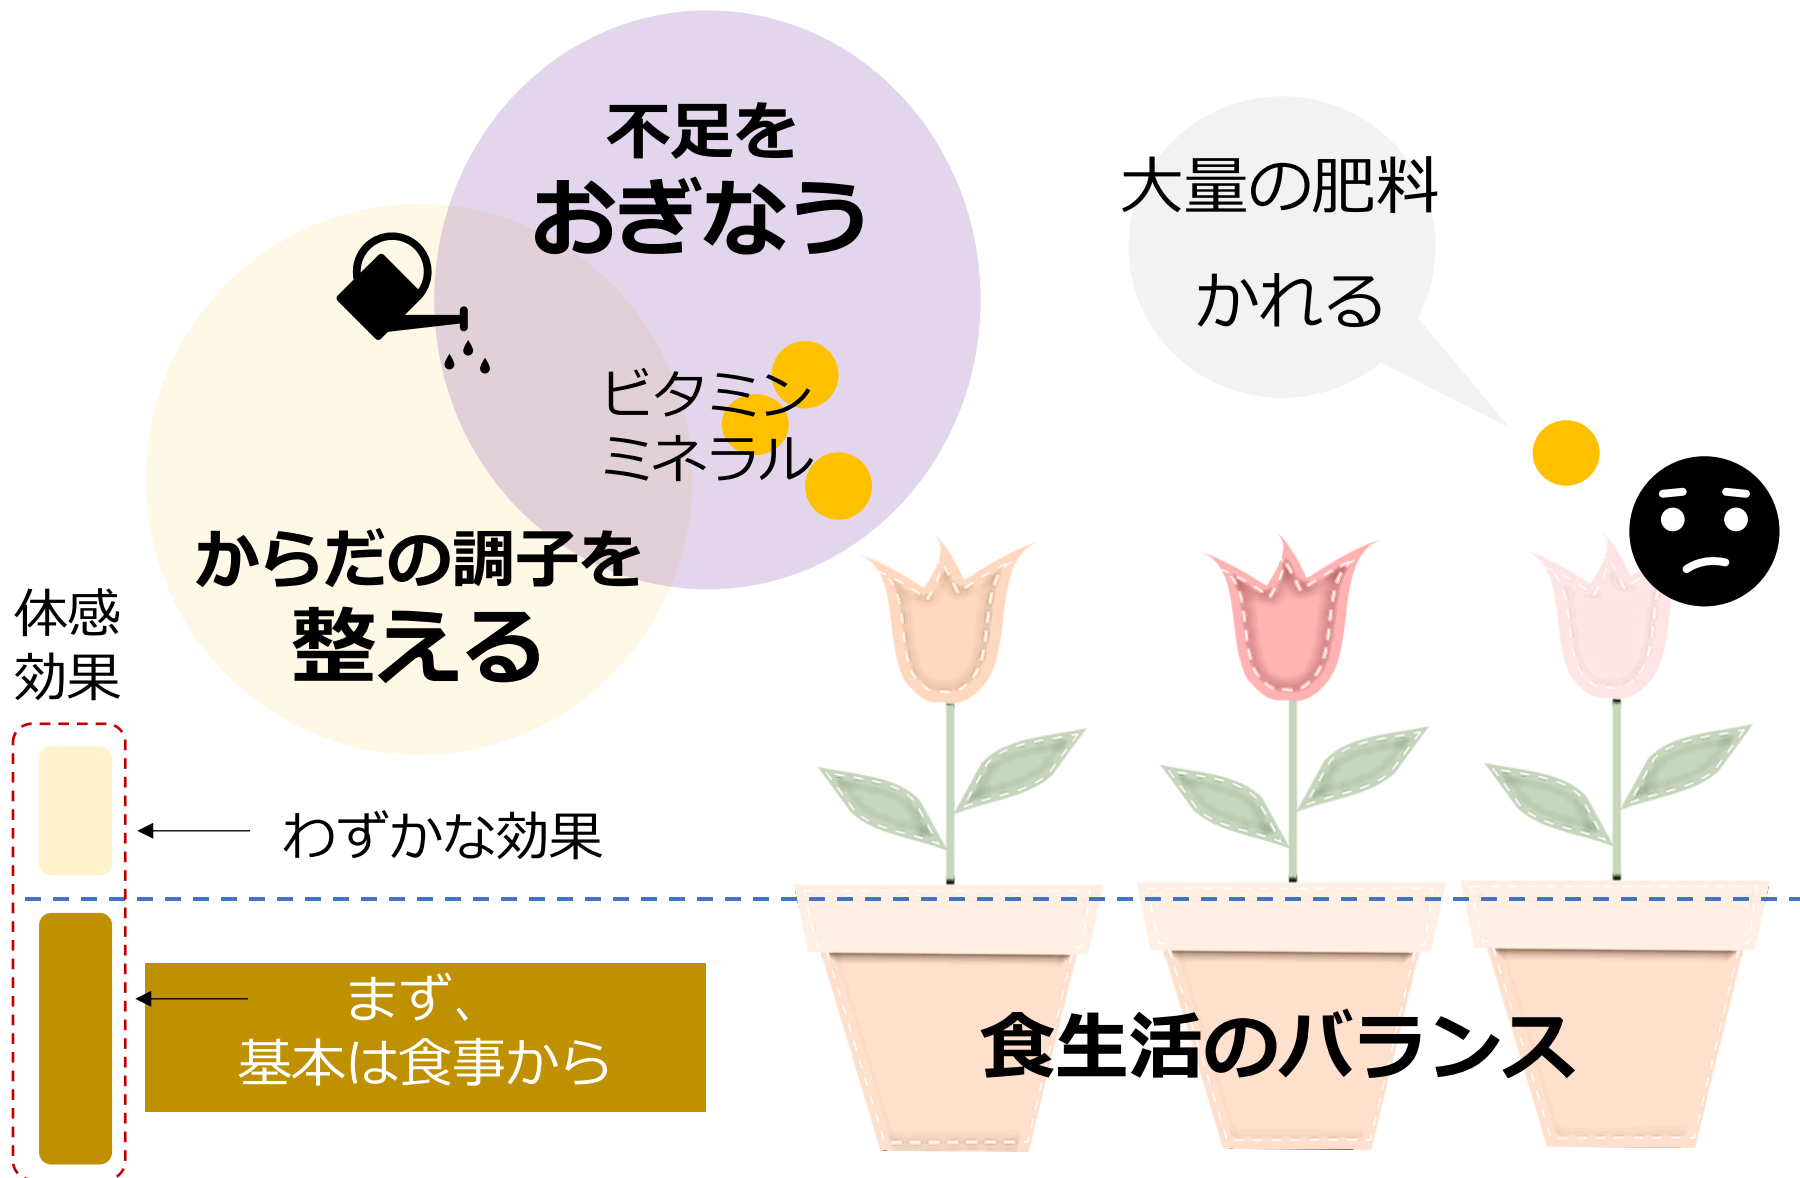 不足を
おぎなう
大量の肥料
かれる
ビタミン
ミネラル
からだの調子を
整える
体感
効果
わずかな効果
まず、
基本は食事から
食生活のバランス